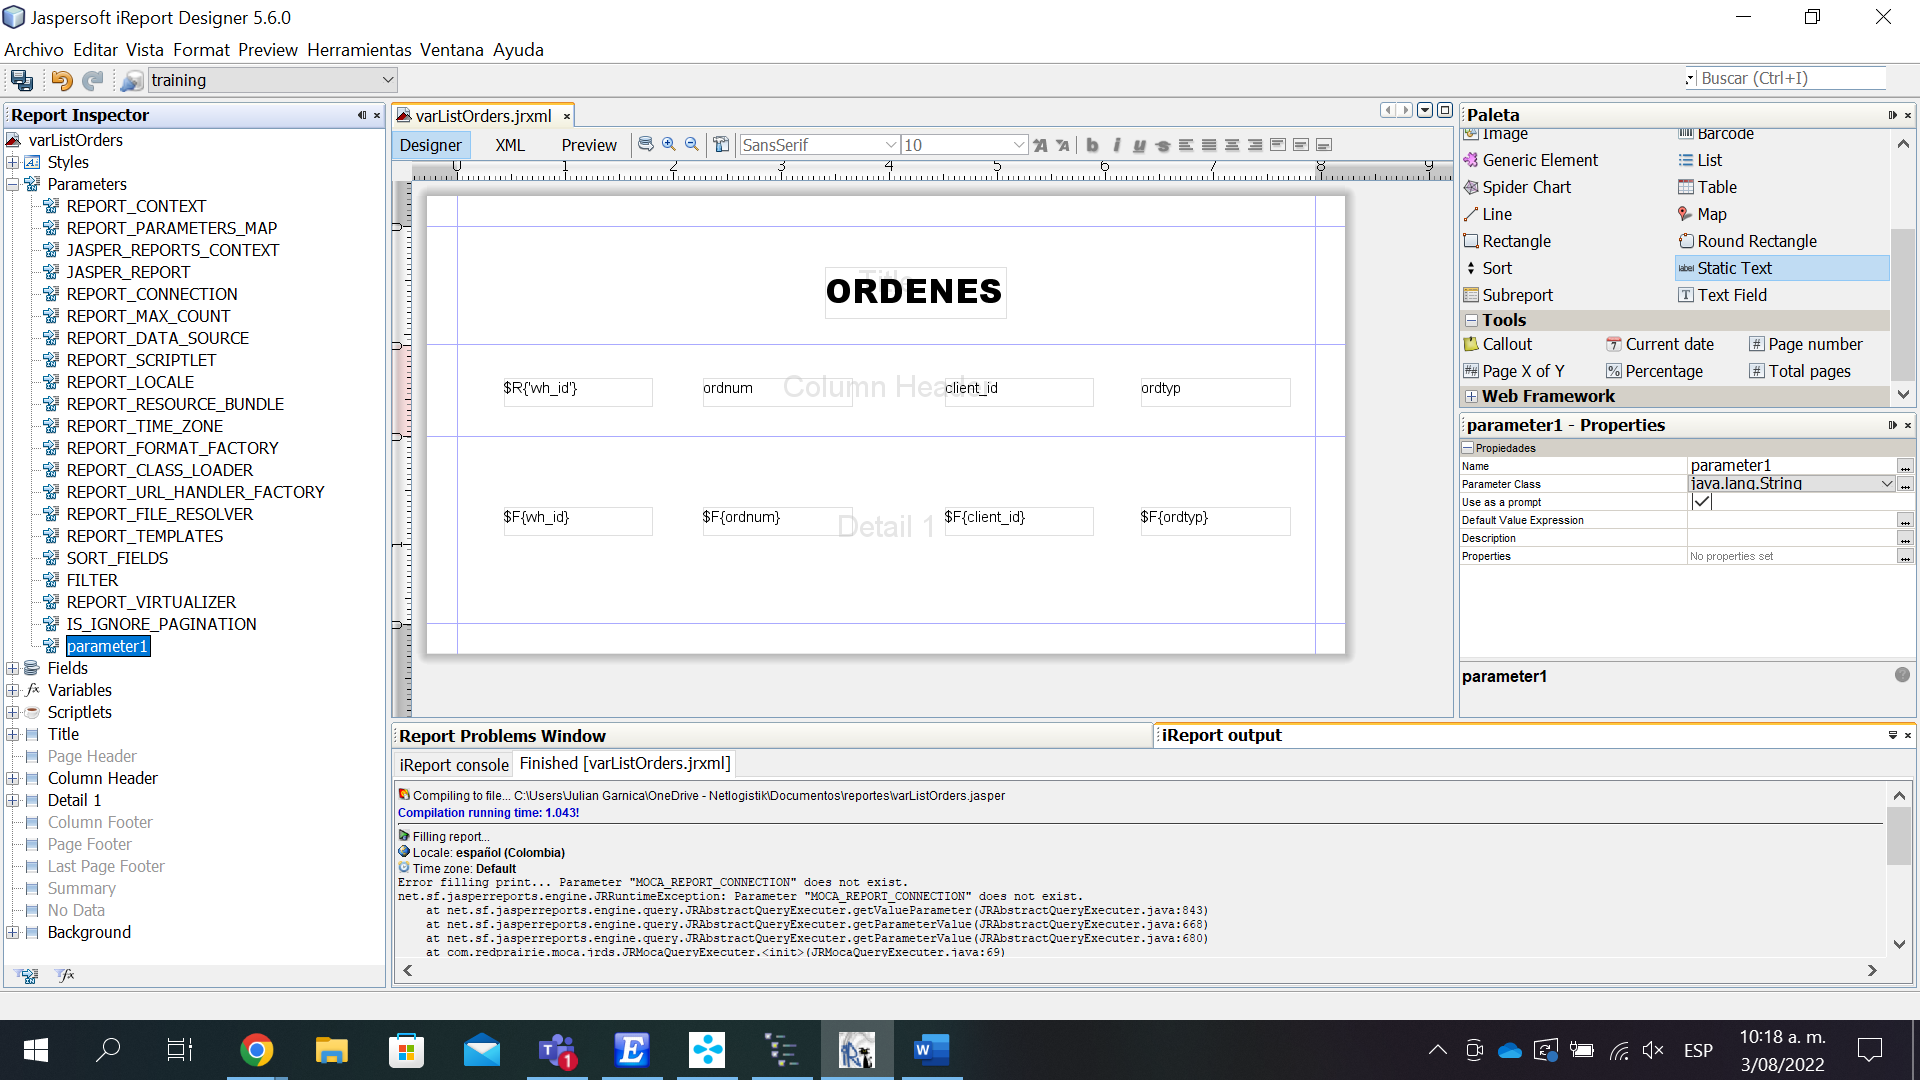 Jaspersoft iReport Designer 5.6.0
Archivo Editar Vista Format Preview Herramientas Ventana Ayuda
training
Buscar (Ctrl+I)
Report Inspector
varListOrders
Styles
Parameters
REPORT_CONTEXT
REPORT_PARAMETERS_MAP
JASPER_REPORTS_CONTEXT
JASPER_REPORT
REPORT_CONNECTION
REPORT_MAX_COUNT
REPORT_DATA_SOURCE
REPORT_SCRIPTLET
REPORT_LOCALE
REPORT_RESOURCE_BUNDLE
REPORT_TIME_ZONE
REPORT_FORMAT_FACTORY
REPORT_CLASS_LOADER
REPORT_URL_HANDLER_FACTORY
REPORT_FILE_RESOLVER
REPORT_TEMPLATES
SORT_FIELDS
FILTER
REPORT_VIRTUALIZER
IS_IGNORE_PAGINATION
parameter1
Fields
Variables
Scriptlets
Title
Page Header
Column Header
Detail 1
Column Footer
Page Footer
Last Page Footer
Summary
No Data
Background
varListOrders.jrxml
Designer XML Preview SansSerif 10
0 1 2 3 4 5 6 7 8 9
Title
ORDENES
Column Header
$R{'wh_id'} ordnum client_id ordtyp
Detail 1
$F{wh_id} $F{ordnum} $F{client_id} $F{ordtyp}
Paleta
Image Barcode
Generic Element List
Spider Chart Table
Line Map
Rectangle Round Rectangle
Sort Static Text
Subreport Text Field
Tools
Callout Current date Page number
Page X of Y Percentage Total pages
Web Framework
parameter1 - Properties
Propiedades
Name parameter1
Parameter Class java.lang.String
Use as a prompt
Default Value Expression
Description
Properties No properties set
parameter1
Report Problems Window
iReport output
iReport console Finished [varListOrders.jrxml]
Compiling to file... C:\Users\Julian Garnica\OneDrive - Netlogistik\Documentos\reportes\varListOrders.jasper
Compilation running time: 1.043!
Filling report...
Locale: español (Colombia)
Time zone: Default
Error filling print... Parameter "MOCA_REPORT_CONNECTION" does not exist.
net.sf.jasperreports.engine.JRRuntimeException: Parameter "MOCA_REPORT_CONNECTION" does not exist.
at net.sf.jasperreports.engine.query.JRAbstractQueryExecuter.getValueParameter(JRAbstractQueryExecuter.java:843)
at net.sf.jasperreports.engine.query.JRAbstractQueryExecuter.getParameterValue(JRAbstractQueryExecuter.java:668)
at net.sf.jasperreports.engine.query.JRAbstractQueryExecuter.getParameterValue(JRAbstractQueryExecuter.java:680)
at com.redprairie.moca.jrds.JRMocaQueryExecuter.<init>(JRMocaQueryExecuter.java:69)
ESP
10:18 a. m.
3/08/2022